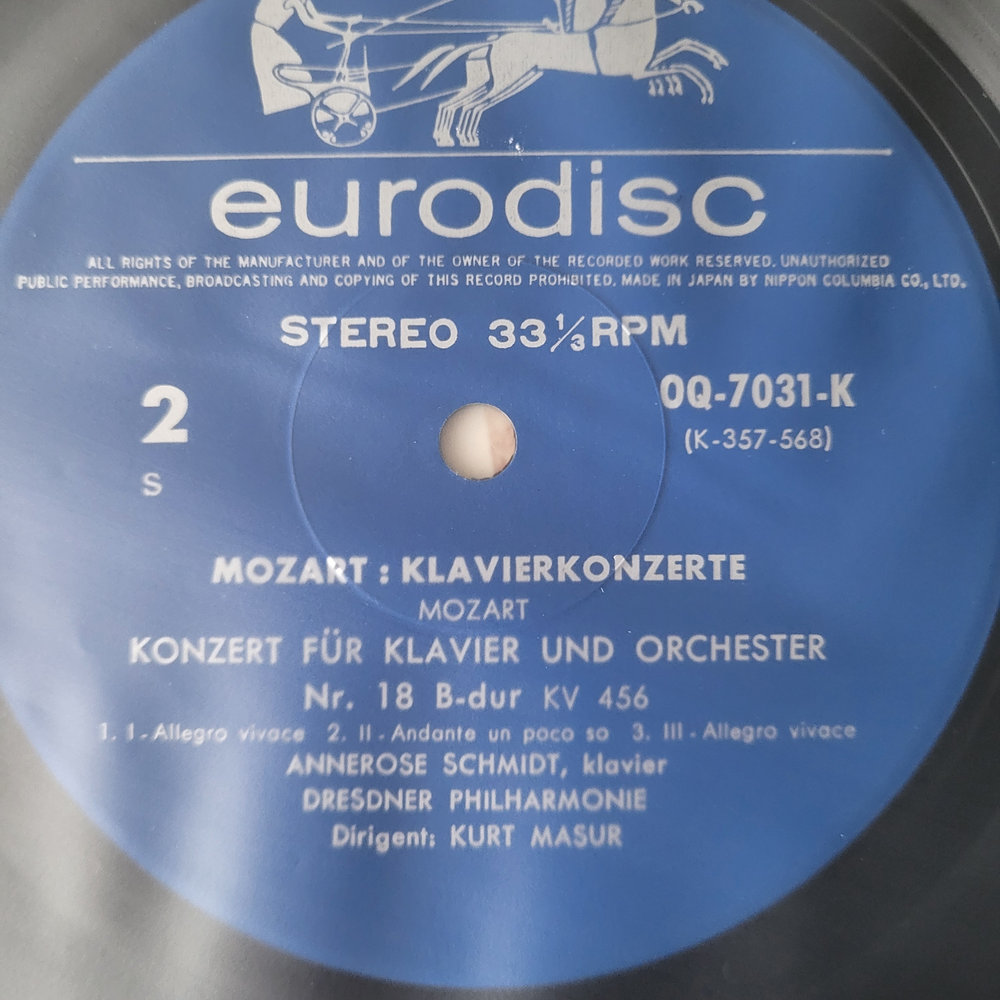 eurodisc
ALL RIGHTS OF THE MANUFACTURER AND OF THE OWNER OF THE RECORDED WORK RESERVED. UNAUTHORIZED
PUBLIC PERFORMANCE, BROADCASTING AND COPYING OF THIS RECORD PROHIBITED. MADE IN JAPAN BY NIPPON COLUMBIA CO., LTD.
STEREO 33⅓ RPM
2 OQ-7031-K
(K-357-568)
S
MOZART : KLAVIERKONZERTE
MOZART
KONZERT FÜR KLAVIER UND ORCHESTER
Nr. 18 B-dur KV 456
1. I - Allegro vivace 2. II - Andante un poco so 3. III - Allegro vivace
ANNEROSE SCHMIDT, klavier
DRESDNER PHILHARMONIE
Dirigent: KURT MASUR